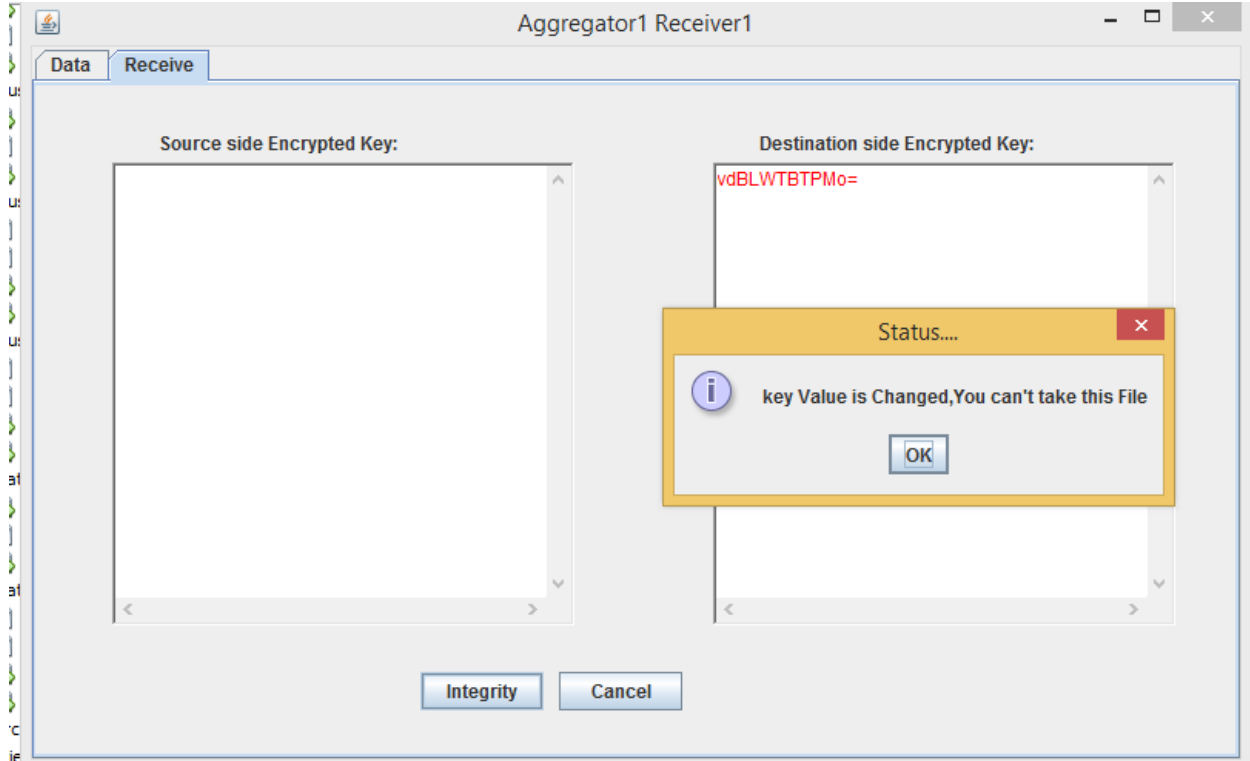 Aggregator1 Receiver1
Data Receive
Source side Encrypted Key: Destination side Encrypted Key:
vdBLWTBTPMo=
Status....
key Value is Changed,You can't take this File
OK
Integrity Cancel